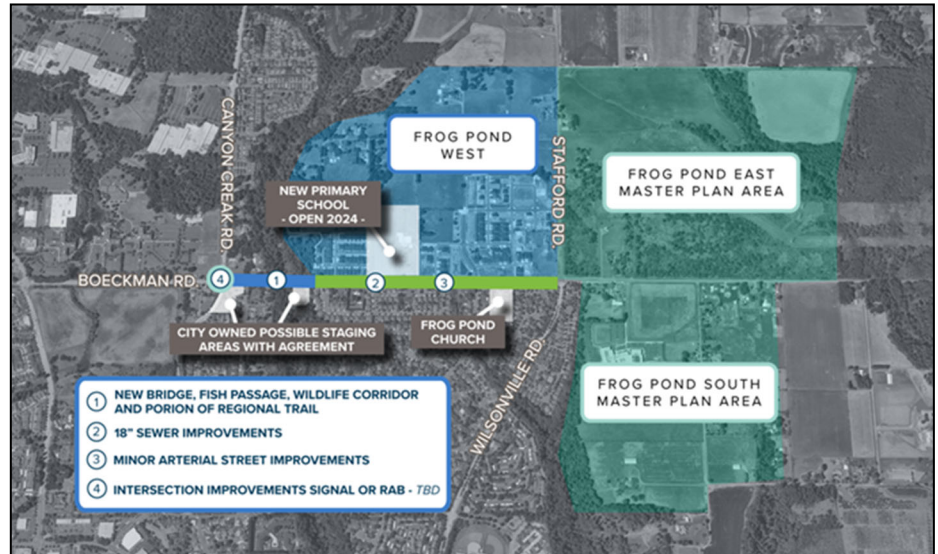 FROG POND
WEST
CANYON CREAK RD.
STAFFORD RD.
FROG POND EAST
MASTER PLAN AREA
NEW PRIMARY
SCHOOL
- OPEN 2024 -
BOECKMAN RD.
4
1
2
3
CITY OWNED POSSIBLE STAGING
AREAS WITH AGREEMENT
FROG POND
CHURCH
WILSONVILLE RD.
FROG POND SOUTH
MASTER PLAN AREA
1 NEW BRIDGE, FISH PASSAGE, WILDLIFE CORRIDOR
AND PORION OF REGIONAL TRAIL
2 18" SEWER IMPROVEMENTS
3 MINOR ARTERIAL STREET IMPROVEMENTS
4 INTERSECTION IMPROVEMENTS SIGNAL OR RAB - TBD